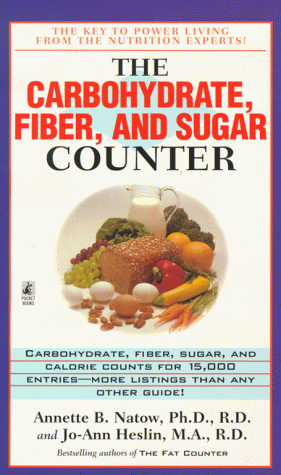 THE KEY TO POWER LIVING
FROM THE NUTRITION EXPERTS!
THE
CARBOHYDRATE,
FIBER, AND SUGAR
COUNTER
POCKET
BOOKS
CARBOHYDRATE, FIBER, SUGAR, AND
CALORIE COUNTS FOR 15,000
ENTRIES—MORE LISTINGS THAN ANY
OTHER GUIDE!
Annette B. Natow, Ph.D., R.D.
and Jo-Ann Heslin, M.A., R.D.
Bestselling authors of THE FAT COUNTER